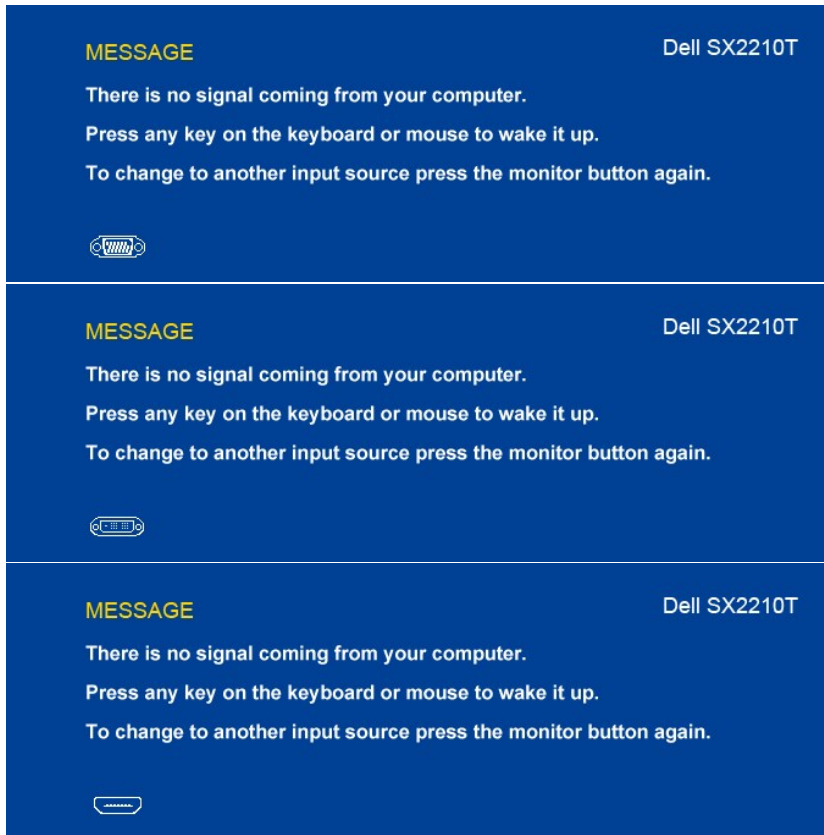 MESSAGE
Dell SX2210T
There is no signal coming from your computer.
Press any key on the keyboard or mouse to wake it up.
To change to another input source press the monitor button again.
MESSAGE
Dell SX2210T
There is no signal coming from your computer.
Press any key on the keyboard or mouse to wake it up.
To change to another input source press the monitor button again.
MESSAGE
Dell SX2210T
There is no signal coming from your computer.
Press any key on the keyboard or mouse to wake it up.
To change to another input source press the monitor button again.